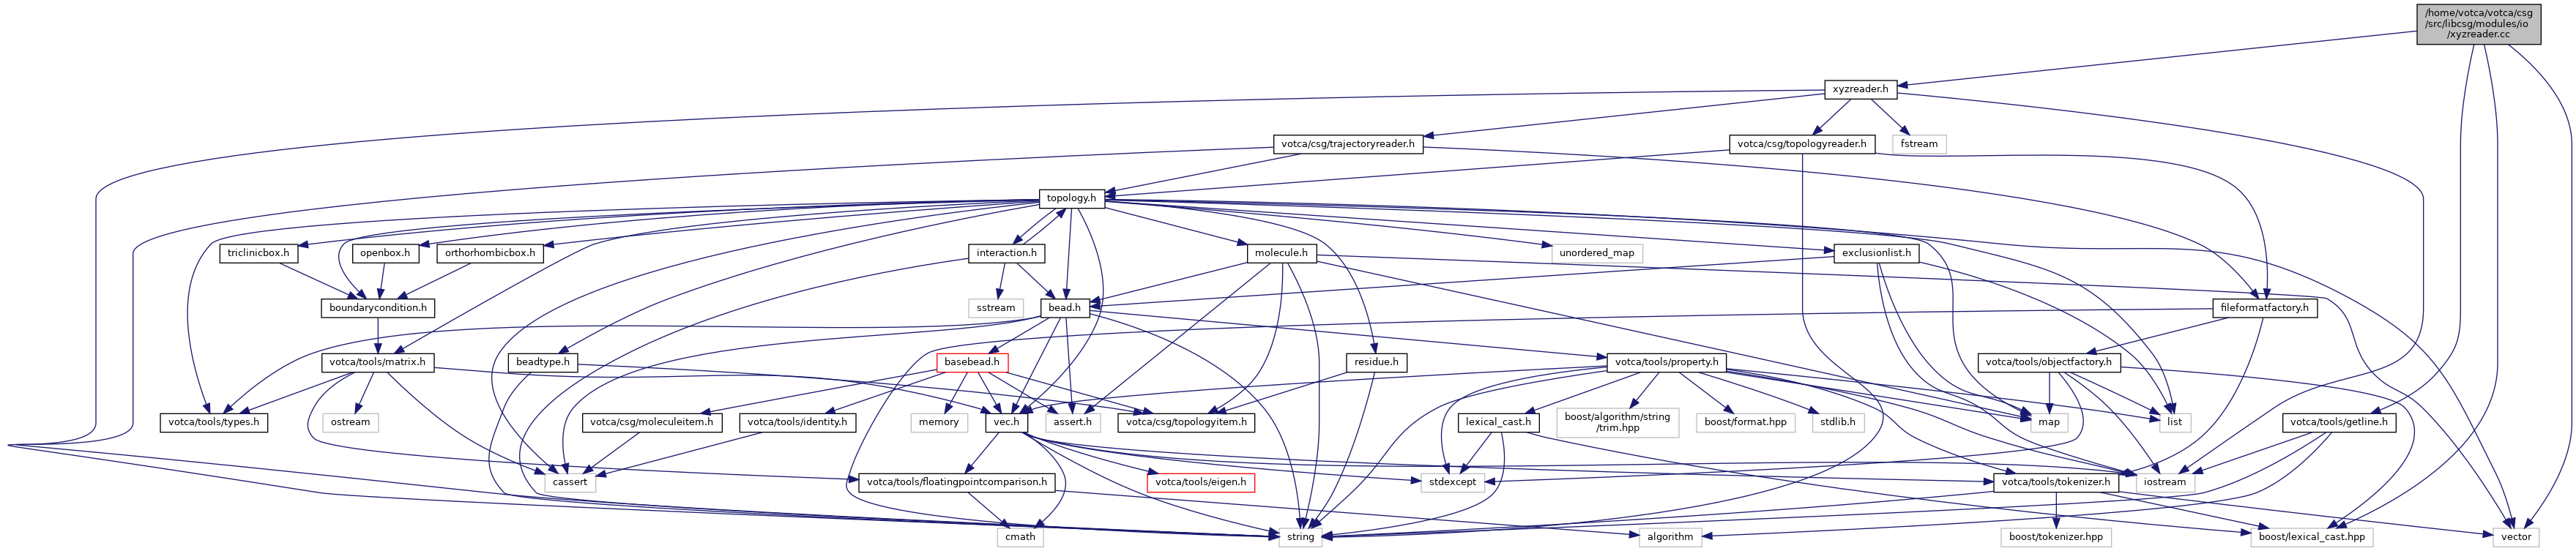 /home/votca/votca/csg
/src/libcsg/modules/io
/xyzreader.cc
xyzreader.h
votca/csg/trajectoryreader.h
votca/csg/topologyreader.h
fstream
topology.h
triclinicbox.h
openbox.h
orthorhombicbox.h
interaction.h
molecule.h
unordered_map
exclusionlist.h
boundarycondition.h
sstream
bead.h
fileformatfactory.h
votca/tools/matrix.h
beadtype.h
basebead.h
residue.h
votca/tools/property.h
votca/tools/objectfactory.h
votca/tools/types.h
ostream
votca/csg/moleculeitem.h
votca/tools/identity.h
memory
vec.h
assert.h
votca/csg/topologyitem.h
lexical_cast.h
boost/algorithm/string
/trim.hpp
boost/format.hpp
stdlib.h
map
list
votca/tools/getline.h
cassert
votca/tools/floatingpointcomparison.h
votca/tools/eigen.h
stdexcept
votca/tools/tokenizer.h
iostream
cmath
string
algorithm
boost/tokenizer.hpp
boost/lexical_cast.hpp
vector